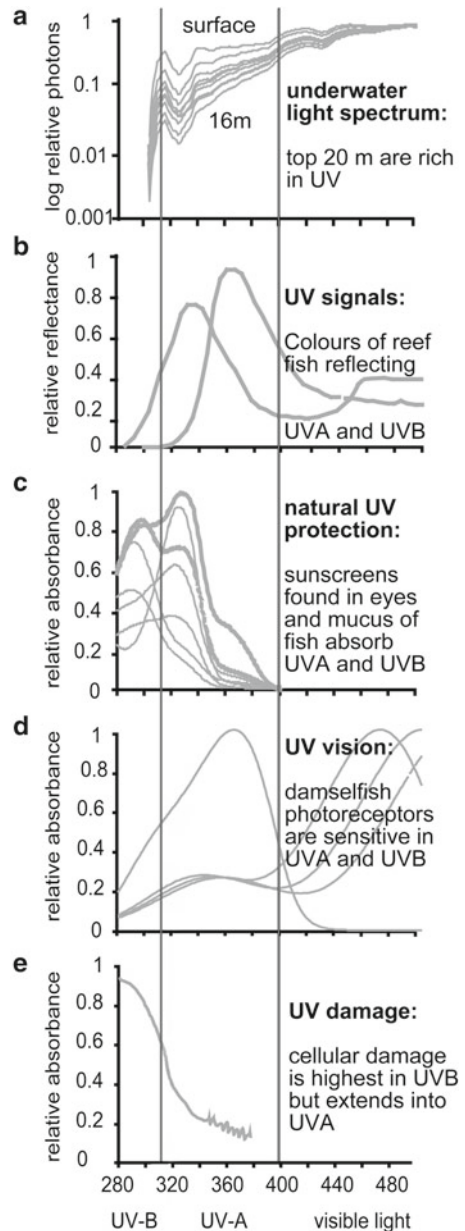 a
log relative photons
1
0.1
0.01
0.001
surface
16m
underwater
light spectrum:
top 20 m are rich
in UV
b
relative reflectance
1
0.8
0.6
0.4
0.2
0
UV signals:
Colours of reef
fish reflecting
UVA and UVB
c
relative absorbance
1
0.8
0.6
0.4
0.2
0
natural UV
protection:
sunscreens
found in eyes
and mucus of
fish absorb
UVA and UVB
d
relative absorbance
1
0.8
0.6
0.4
0.2
0
UV vision:
damselfish
photoreceptors
are sensitive in
UVA and UVB
e
relative absorbance
1
0.8
0.6
0.4
0.2
0
UV damage:
cellular damage
is highest in UVB
but extends into
UVA
280 320 360 400 440 480
UV-B UV-A visible light